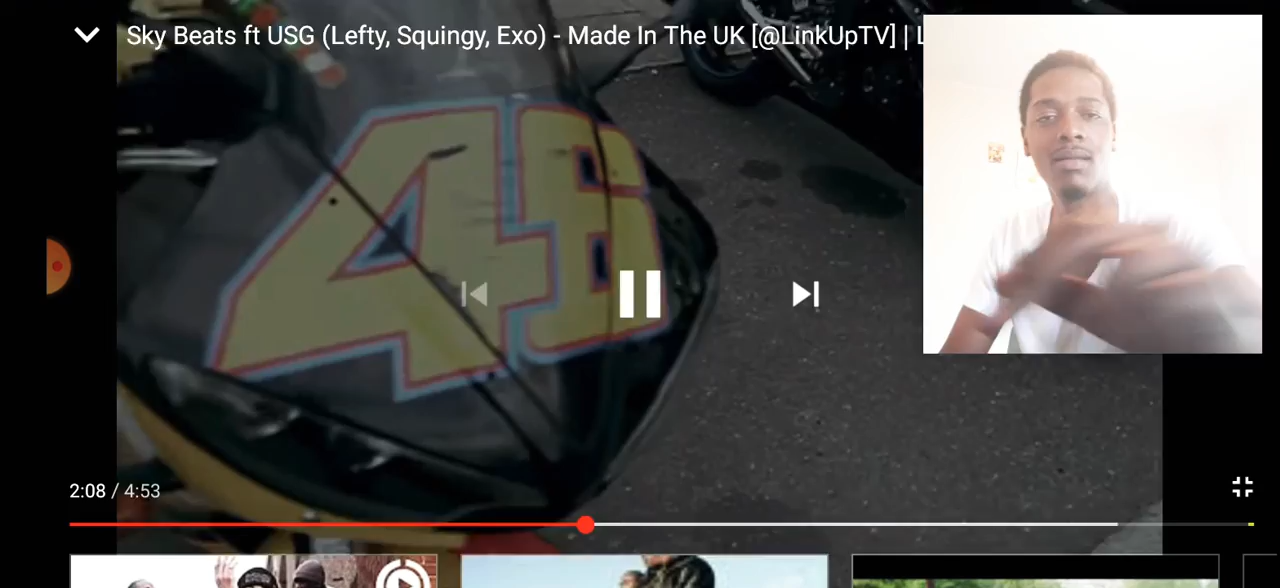 Sky Beats ft USG (Lefty, Squingy, Exo) - Made In The UK [@LinkUpTV] | L
46
2:08 / 4:53